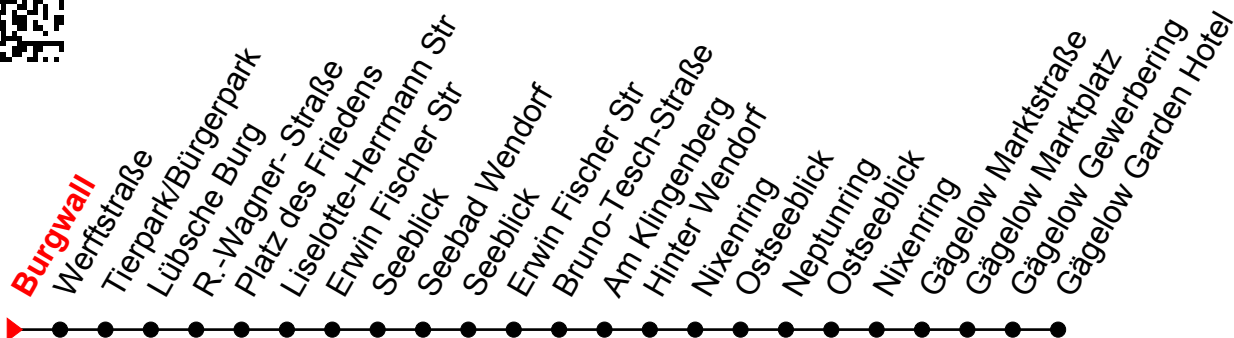 Burgwall
Werftstraße
Tierpark/Bürgerpark
Lübsche Burg
R.-Wagner- Straße
Platz des Friedens
Liselotte-Herrmann Str
Erwin Fischer Str
Seeblick
Seebad Wendorf
Seeblick
Erwin Fischer Str
Bruno-Tesch-Straße
Am Klingenberg
Hinter Wendorf
Nixenring
Ostseeblick
Neptunring
Ostseeblick
Nixenring
Gägelow Marktstraße
Gägelow Marktplatz
Gägelow Gewerbering
Gägelow Garden Hotel